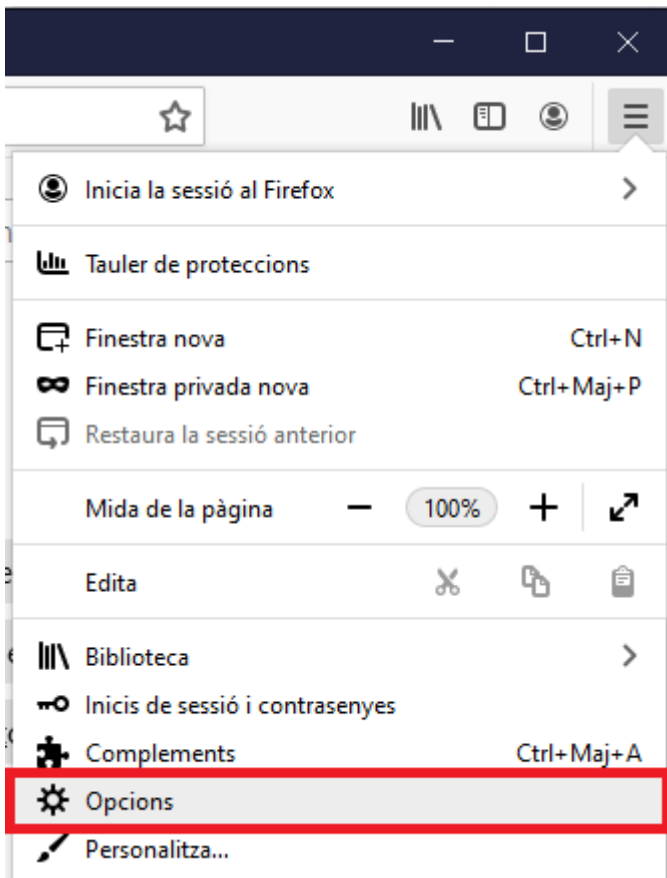 Inicia la sessió al Firefox
Tauler de proteccions
Finestra nova Ctrl+N
Finestra privada nova Ctrl+Maj+P
Restaura la sessió anterior
Mida de la pàgina 100%
Edita
Biblioteca
Inicis de sessió i contrasenyes
Complements Ctrl+Maj+A
Opcions
Personalitza...